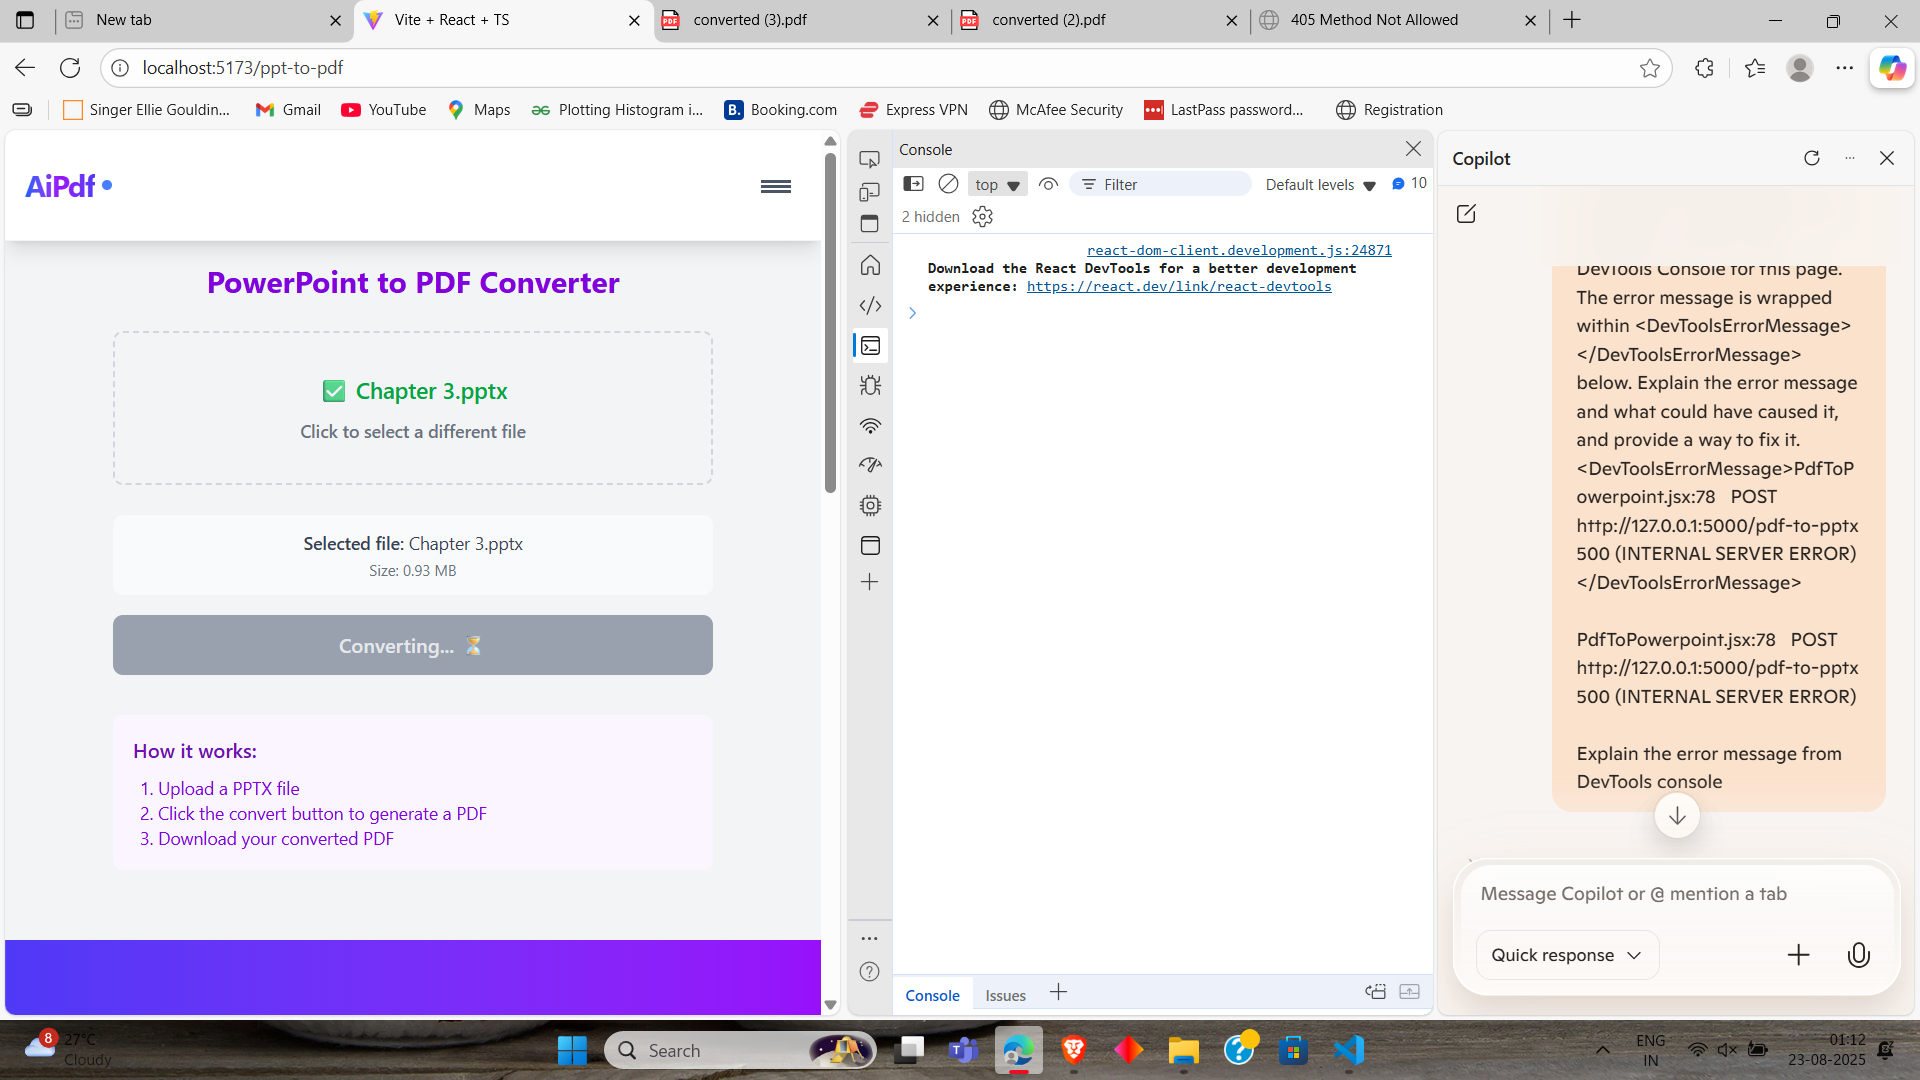 New tab
Vite + React + TS
converted (3).pdf
converted (2).pdf
405 Method Not Allowed
localhost:5173/ppt-to-pdf
Singer Ellie Gouldin...
Gmail
YouTube
Maps
Plotting Histogram i...
Booking.com
Express VPN
McAfee Security
LastPass password...
Registration
AiPdf
PowerPoint to PDF Converter
Chapter 3.pptx
Click to select a different file
Selected file: Chapter 3.pptx
Size: 0.93 MB
Converting...
How it works:
1. Upload a PPTX file
2. Click the convert button to generate a PDF
3. Download your converted PDF
Console
top
Filter
Default levels
10
2 hidden
react-dom-client.development.js:24871
Download the React DevTools for a better development
experience: https://react.dev/link/react-devtools
Console
Issues
Copilot
DevTools Console for this page.
The error message is wrapped
within <DevToolsErrorMessage>
</DevToolsErrorMessage>
below. Explain the error message
and what could have caused it,
and provide a way to fix it.
<DevToolsErrorMessage>PdfToP
owerpoint.jsx:78 POST
http://127.0.0.1:5000/pdf-to-pptx
500 (INTERNAL SERVER ERROR)
</DevToolsErrorMessage>
PdfToPowerpoint.jsx:78 POST
http://127.0.0.1:5000/pdf-to-pptx
500 (INTERNAL SERVER ERROR)
Explain the error message from
DevTools console
Message Copilot or @ mention a tab
Quick response
8
27°C
Cloudy
Search
ENG
IN
01:12
23-08-2025